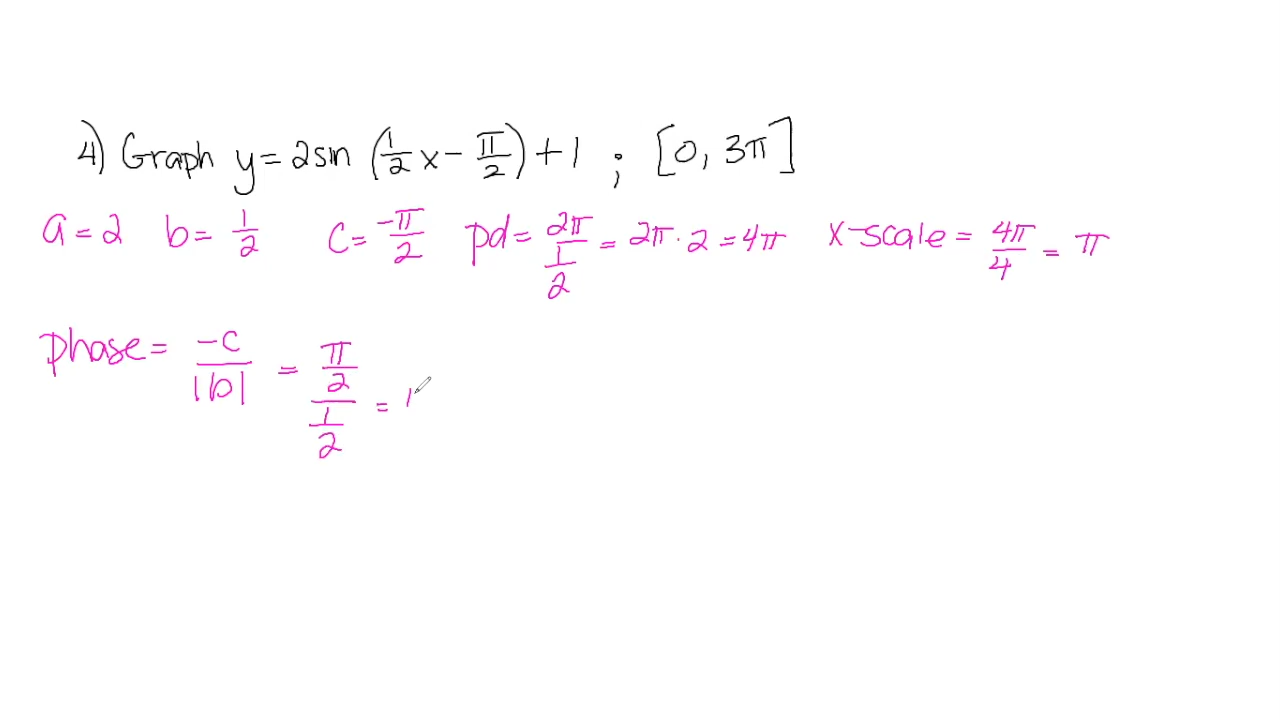 4) Graph y = 2sin (1/2 x - π/2) + 1 ; [0, 3π]
a = 2 b = 1/2 c = -π/2 pd = 2π/(1/2) = 2π · 2 = 4π x-scale = 4π/4 = π
phase = -c/|b| = (π/2)/(1/2) =